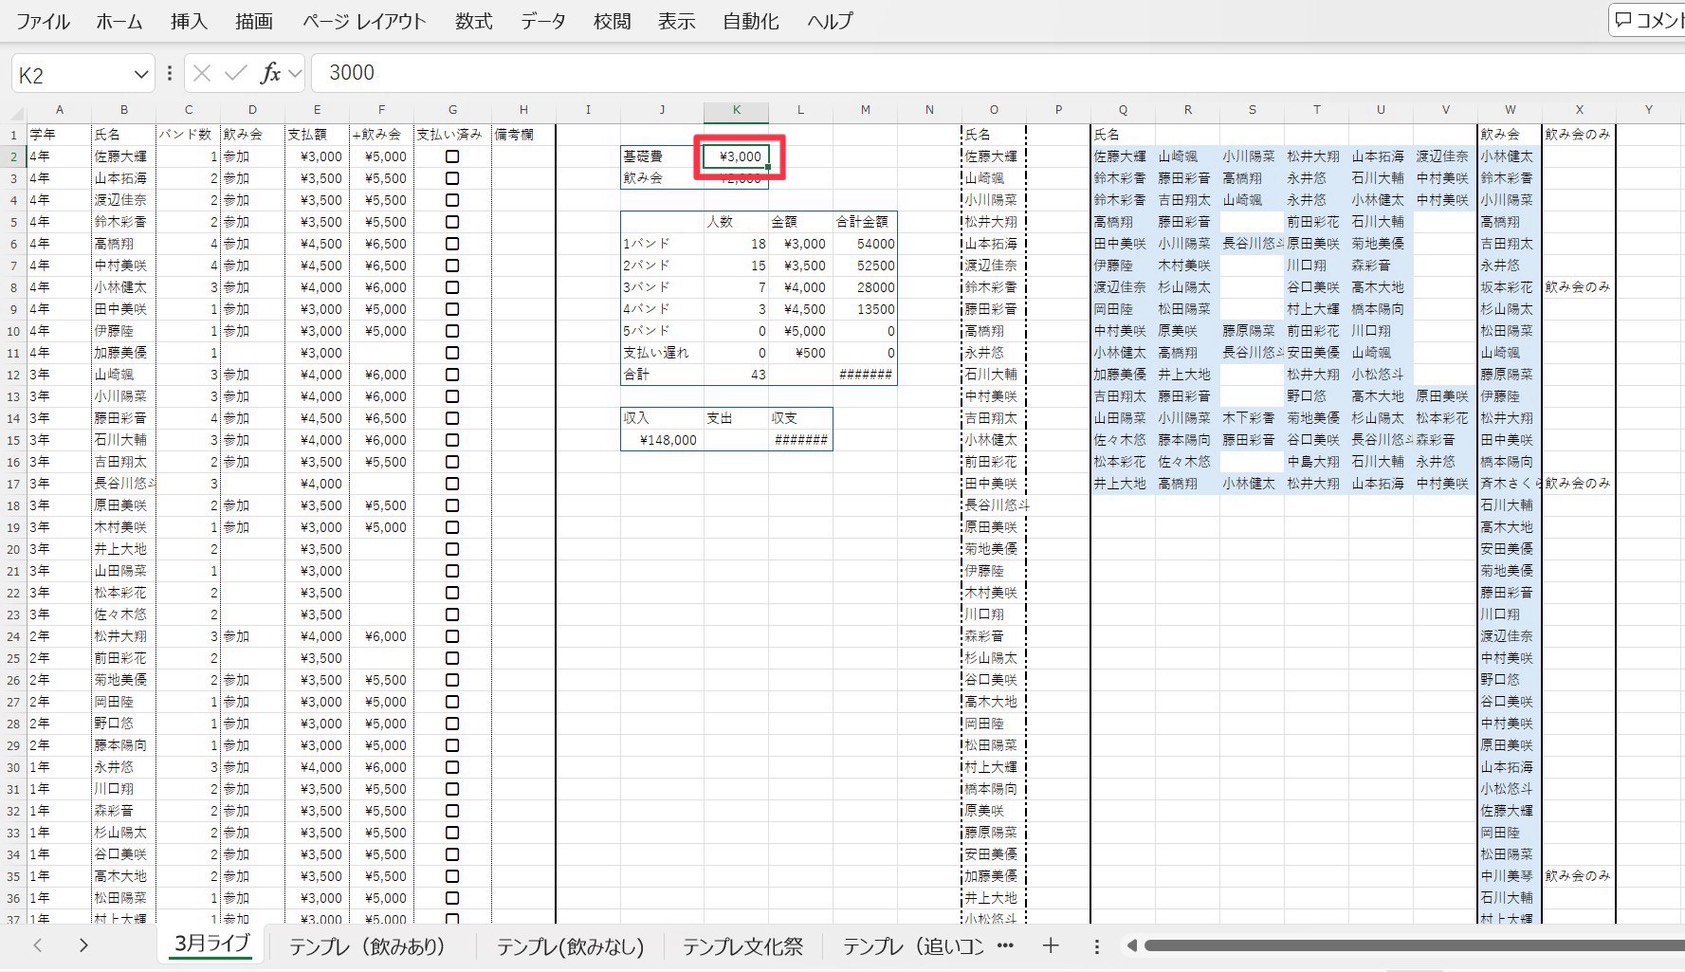 ファイル ホーム 挿入 描画 ページ レイアウト 数式 データ 校閲 表示 自動化 ヘルプ コメント
K2 fx 3000
A B C D E F G H I J K L M N O P Q R S T U V W X Y
1 学年 氏名 バンド数 飲み会 支払額 +飲み会 支払い済み 備考欄 氏名 氏名 飲み会 飲み会のみ
2 4年 佐藤大輝 1 参加 ¥3,000 ¥5,000 基礎費 ¥3,000 佐藤大輝 佐藤大輝 山崎颯 小川陽菜 松井大翔 山本拓海 渡辺佳奈 小林健太
3 4年 山本拓海 2 参加 ¥3,500 ¥5,500 飲み会 ¥2,000 山崎颯 鈴木彩香 藤田彩音 高橋翔 永井悠 石川大輔 中村美咲 鈴木彩香
4 4年 渡辺佳奈 2 参加 ¥3,500 ¥5,500 小川陽菜 鈴木彩香 吉田翔太 山崎颯 永井悠 小林健太 中村美咲 小川陽菜
5 4年 鈴木彩香 2 参加 ¥3,500 ¥5,500 人数 金額 合計金額 松井大翔 高橋翔 藤田彩音 前田彩花 石川大輔 高橋翔
6 4年 高橋翔 4 参加 ¥4,500 ¥6,500 1バンド 18 ¥3,000 54000 山本拓海 田中美咲 小川陽菜 長谷川悠斗 原田美咲 菊地美優 吉田翔太
7 4年 中村美咲 4 参加 ¥4,500 ¥6,500 2バンド 15 ¥3,500 52500 渡辺佳奈 伊藤陸 木村美咲 川口翔 森彩音 永井悠
8 4年 小林健太 3 参加 ¥4,000 ¥6,000 3バンド 7 ¥4,000 28000 鈴木彩香 渡辺佳奈 杉山陽太 谷口美咲 高木大地 坂本彩花 飲み会のみ
9 4年 田中美咲 1 参加 ¥3,000 ¥5,000 4バンド 3 ¥4,500 13500 藤田彩音 岡田陸 松田陽菜 村上大輝 橋本陽向 杉山陽太
10 4年 伊藤陸 1 参加 ¥3,000 ¥5,000 5バンド 0 ¥5,000 0 高橋翔 中村美咲 原美咲 藤原陽菜 前田彩花 川口翔 松田陽菜
11 4年 加藤美優 1 ¥3,000 支払い遅れ 0 ¥500 0 永井悠 小林健太 高橋翔 長谷川悠斗 安田美優 山崎颯 山崎颯
12 3年 山崎颯 3 参加 ¥4,000 ¥6,000 合計 43 ####### 石川大輔 加藤美優 井上大地 松井大翔 小松悠斗 藤原陽菜
13 3年 小川陽菜 3 参加 ¥4,000 ¥6,000 中村美咲 吉田翔太 藤田彩音 野口悠 高木大地 原田美咲 伊藤陸
14 3年 藤田彩音 4 参加 ¥4,500 ¥6,500 収入 支出 収支 吉田翔太 山田陽菜 小川陽菜 木下彩香 菊地美優 杉山陽太 松本彩花 松井大翔
15 3年 石川大輔 3 参加 ¥4,000 ¥6,000 ¥148,000 ####### 小林健太 佐々木悠 藤本陽向 藤田彩音 谷口美咲 長谷川悠斗 森彩音 田中美咲
16 3年 吉田翔太 2 参加 ¥3,500 ¥5,500 前田彩花 松本彩花 佐々木悠 中島大翔 石川大輔 永井悠 橋本陽向
17 3年 長谷川悠斗 3 ¥4,000 田中美咲 井上大地 高橋翔 小林健太 松井大翔 山本拓海 中村美咲 斉木さくら 飲み会のみ
18 3年 原田美咲 2 参加 ¥3,500 ¥5,500 長谷川悠斗 石川大輔
19 3年 木村美咲 1 参加 ¥3,000 ¥5,000 原田美咲 高木大地
20 3年 井上大地 2 ¥3,500 菊地美優 安田美優
21 3年 山田陽菜 1 ¥3,000 伊藤陸 菊地美優
22 3年 松本彩花 2 ¥3,500 木村美咲 藤田彩音
23 3年 佐々木悠 2 ¥3,500 川口翔 川口翔
24 2年 松井大翔 3 参加 ¥4,000 ¥6,000 森彩音 渡辺佳奈
25 2年 前田彩花 2 ¥3,500 杉山陽太 中村美咲
26 2年 菊地美優 2 参加 ¥3,500 ¥5,500 谷口美咲 野口悠
27 2年 岡田陸 1 参加 ¥3,000 ¥5,000 高木大地 谷口美咲
28 2年 野口悠 1 参加 ¥3,000 ¥5,000 岡田陸 中村美咲
29 2年 藤本陽向 1 参加 ¥3,000 ¥5,000 松田陽菜 原田美咲
30 1年 永井悠 3 参加 ¥4,000 ¥6,000 村上大輝 山本拓海
31 1年 川口翔 2 参加 ¥3,500 ¥5,500 橋本陽向 小松悠斗
32 1年 森彩音 2 参加 ¥3,500 ¥5,500 原美咲 佐藤大輝
33 1年 杉山陽太 2 参加 ¥3,500 ¥5,500 藤原陽菜 岡田陸
34 1年 谷口美咲 2 参加 ¥3,500 ¥5,500 安田美優 松田陽菜
35 1年 高木大地 2 参加 ¥3,500 ¥5,500 加藤美優 中川美琴 飲み会のみ
36 1年 松田陽菜 1 参加 ¥3,000 ¥5,000 井上大地 石川大輔
37 1年 村上大輝 1 参加 ¥3,000 ¥5,000 小松悠斗 村上大輝
3月ライブ テンプレ（飲みあり） テンプレ(飲みなし) テンプレ文化祭 テンプレ（追いコン ••• +